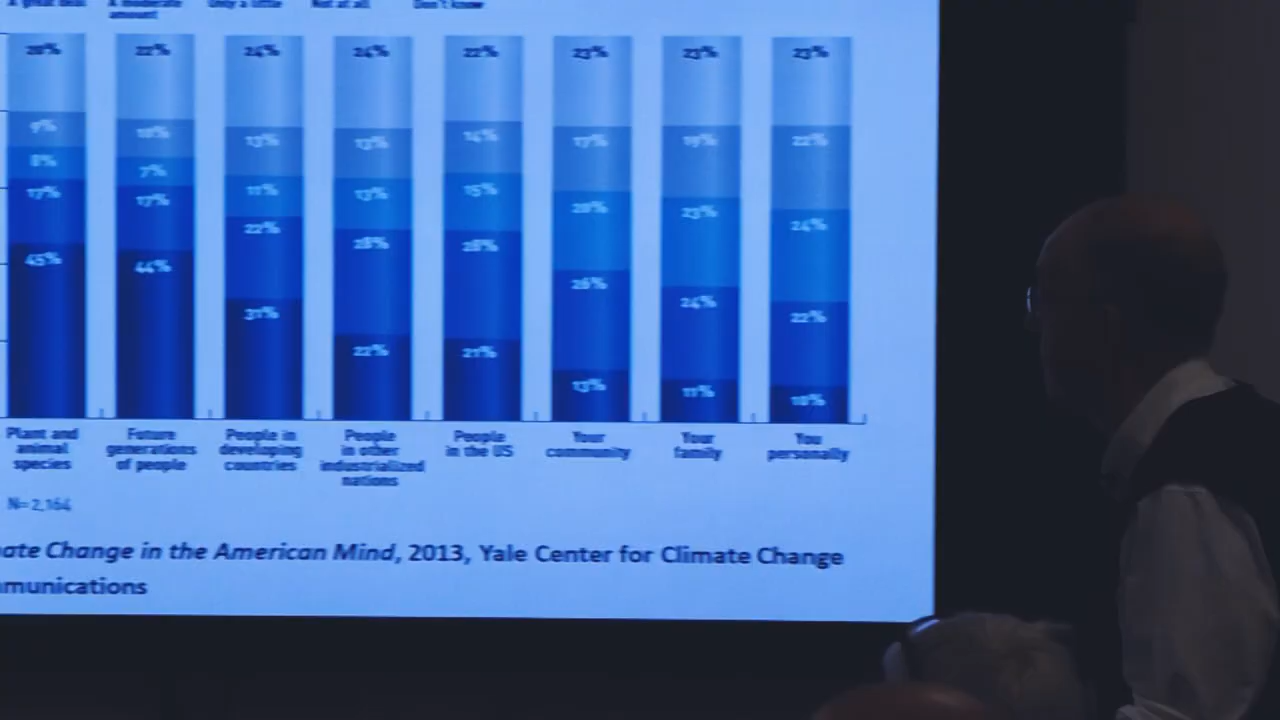 A great deal A moderate Only a little Not at all Don't know
amount
20% 22% 24% 24% 22% 23% 23% 23%
9% 10% 13% 13% 14% 17% 19% 22%
8% 7% 11% 13% 15% 20% 23% 24%
17% 17% 22% 28% 28% 26% 24% 22%
45% 44% 31% 22% 21% 13% 11% 10%
Plant and Future People in People People Your Your You
animal generations developing in other in the US community family personally
species of people countries industrialized
nations
N=2,164
ate Change in the American Mind, 2013, Yale Center for Climate Change
munications